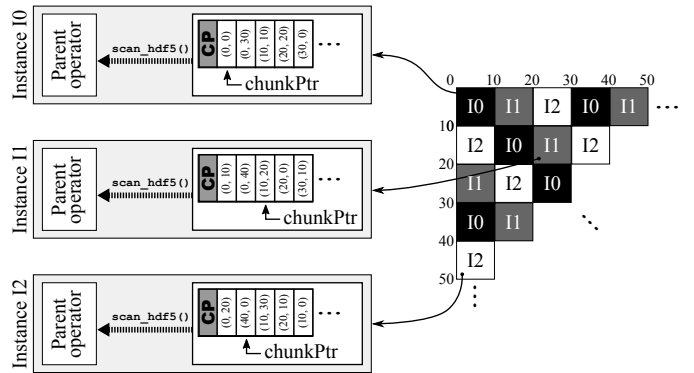 Instance I0
Parent operator
scan_hdf5()
CP
(0, 0)
(0, 30)
(10, 10)
(20, 20)
(30, 0)
...
chunkPtr
Instance I1
Parent operator
scan_hdf5()
CP
(0, 10)
(0, 40)
(10, 20)
(20, 0)
(30, 10)
...
chunkPtr
Instance I2
Parent operator
scan_hdf5()
CP
(0, 20)
(40, 0)
(10, 30)
(20, 10)
(10, 0)
...
chunkPtr
0 10 20 30 40 50
0 I0 I1 I2 I0 I1 ...
10 I2 I0 I1 I2
20 I1 I2 I0
30 I0 I1 ...
40 I2
50
...